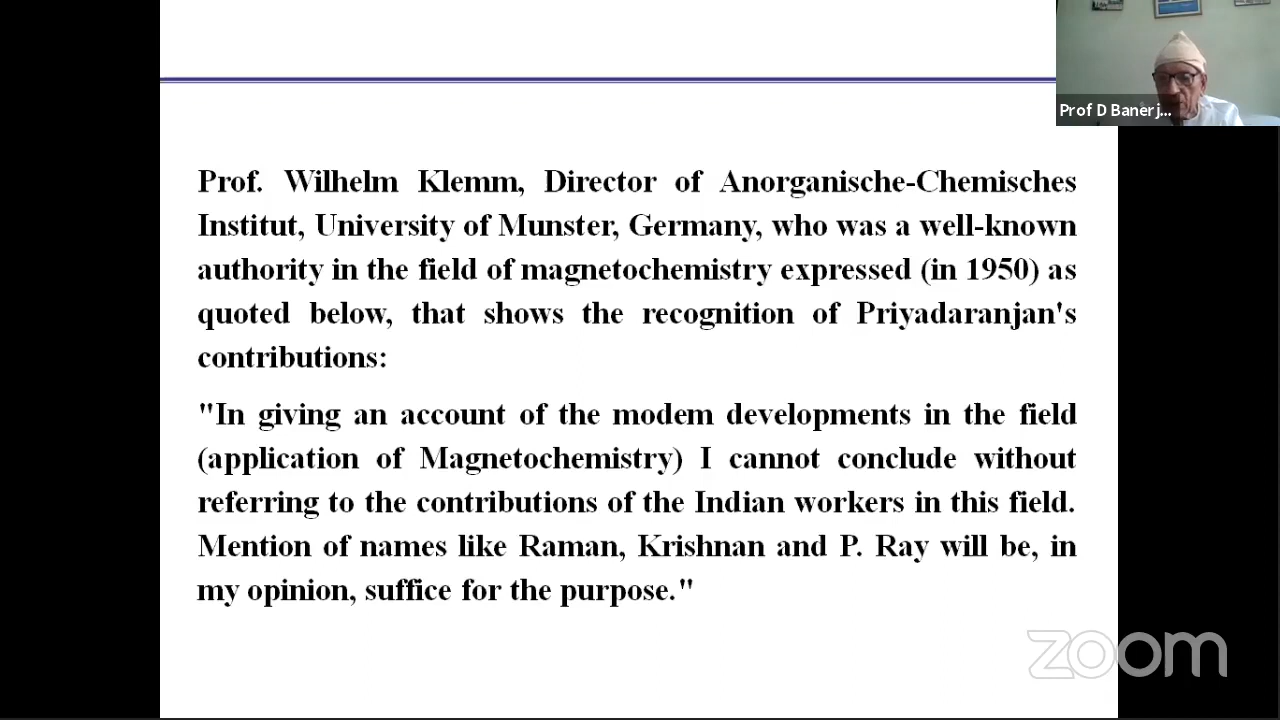 Prof D Banerj...
Prof. Wilhelm Klemm, Director of Anorganische-Chemisches
Institut, University of Munster, Germany, who was a well-known
authority in the field of magnetochemistry expressed (in 1950) as
quoted below, that shows the recognition of Priyadaranjan's
contributions:
"In giving an account of the modem developments in the field
(application of Magnetochemistry) I cannot conclude without
referring to the contributions of the Indian workers in this field.
Mention of names like Raman, Krishnan and P. Ray will be, in
my opinion, suffice for the purpose."
zoom